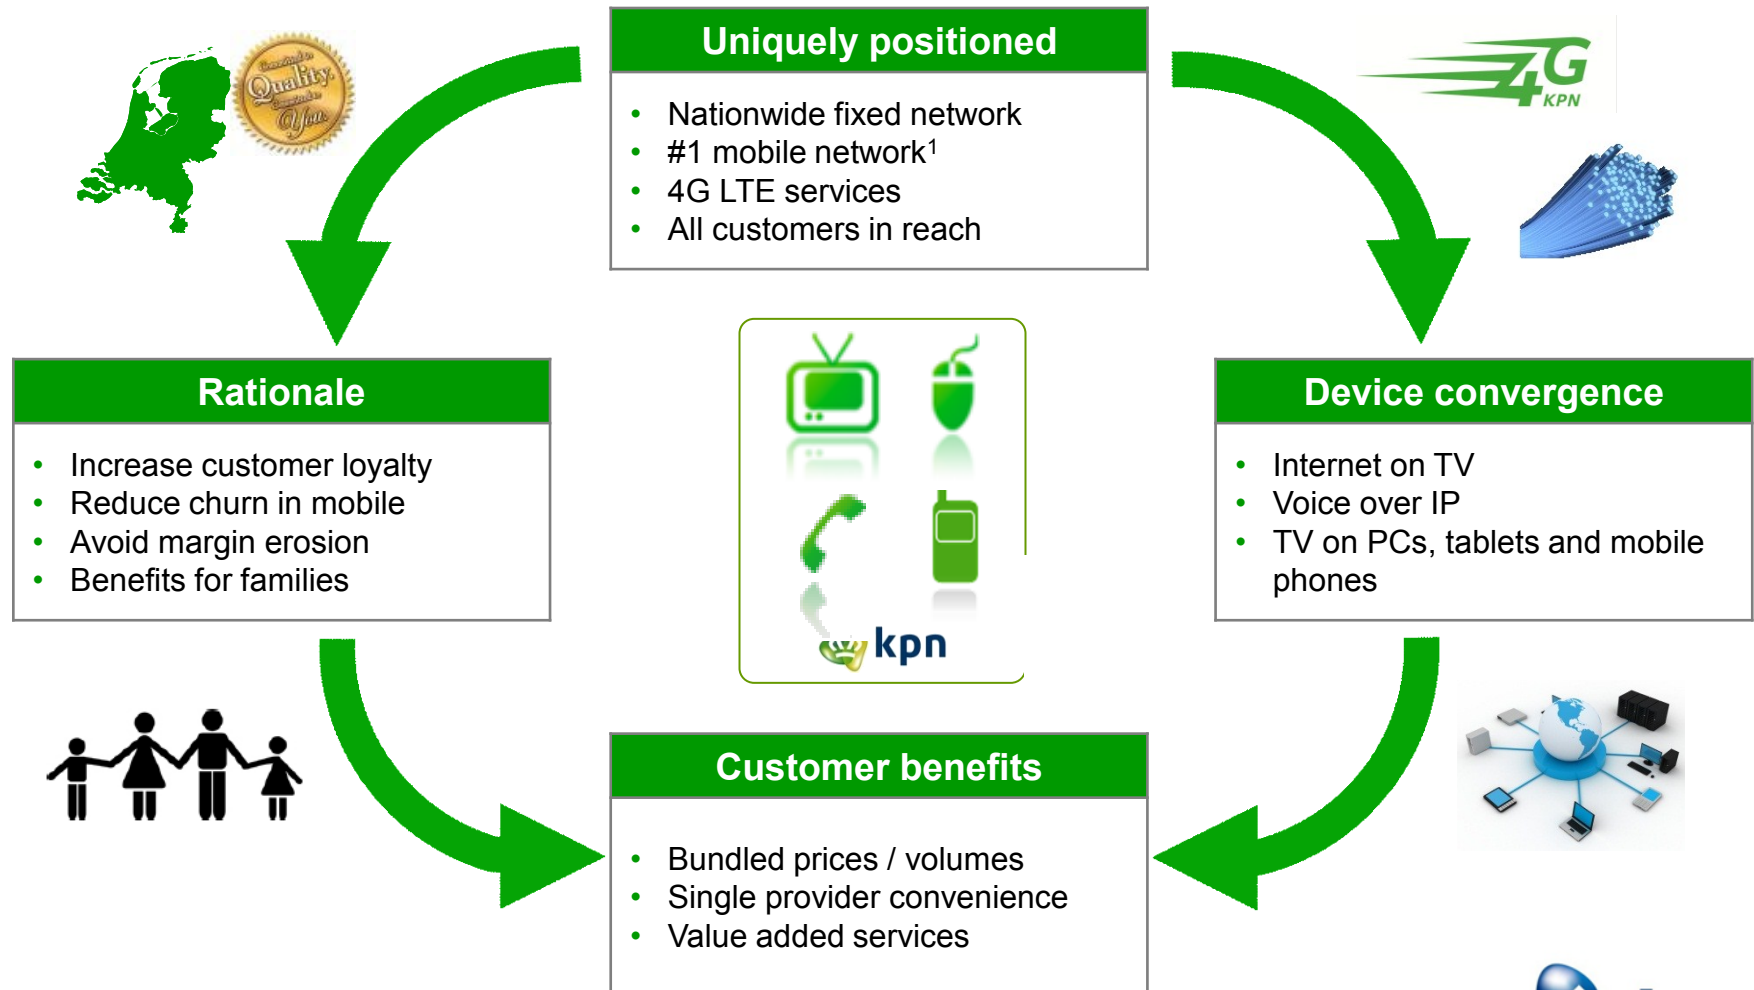 Uniquely positioned
• Nationwide fixed network
• #1 mobile network¹
• 4G LTE services
• All customers in reach
Quality
You
4G
KPN
Rationale
• Increase customer loyalty
• Reduce churn in mobile
• Avoid margin erosion
• Benefits for families
kpn
Device convergence
• Internet on TV
• Voice over IP
• TV on PCs, tablets and mobile
phones
Customer benefits
• Bundled prices / volumes
• Single provider convenience
• Value added services